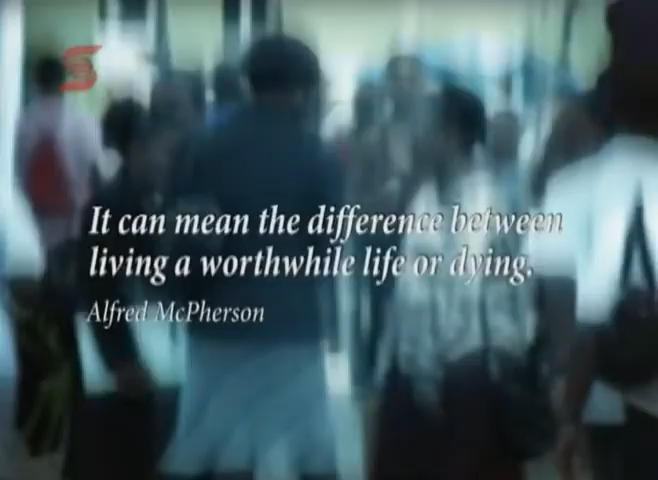 It can mean the difference between
living a worthwhile life or dying.
Alfred McPherson